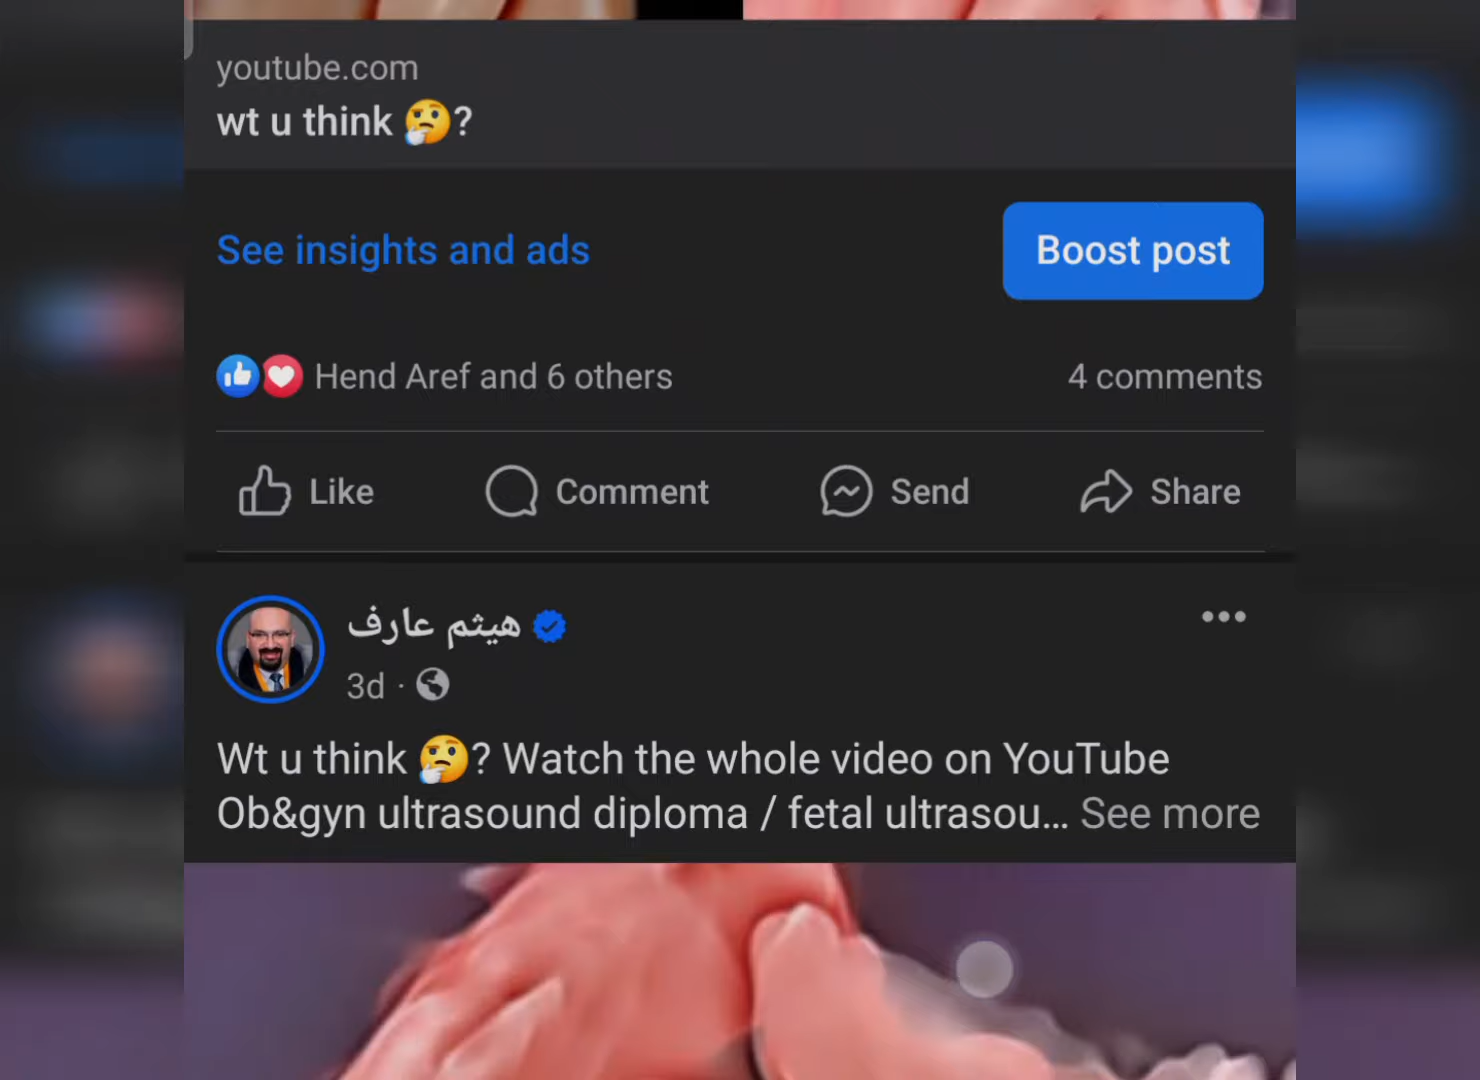 youtube.com
wt u think 🤔?
See insights and ads
Boost post
Hend Aref and 6 others
4 comments
Like
Comment
Send
Share
هيثم عارف
3d ·
Wt u think 🤔? Watch the whole video on YouTube
Ob&gyn ultrasound diploma / fetal ultrasou... See more